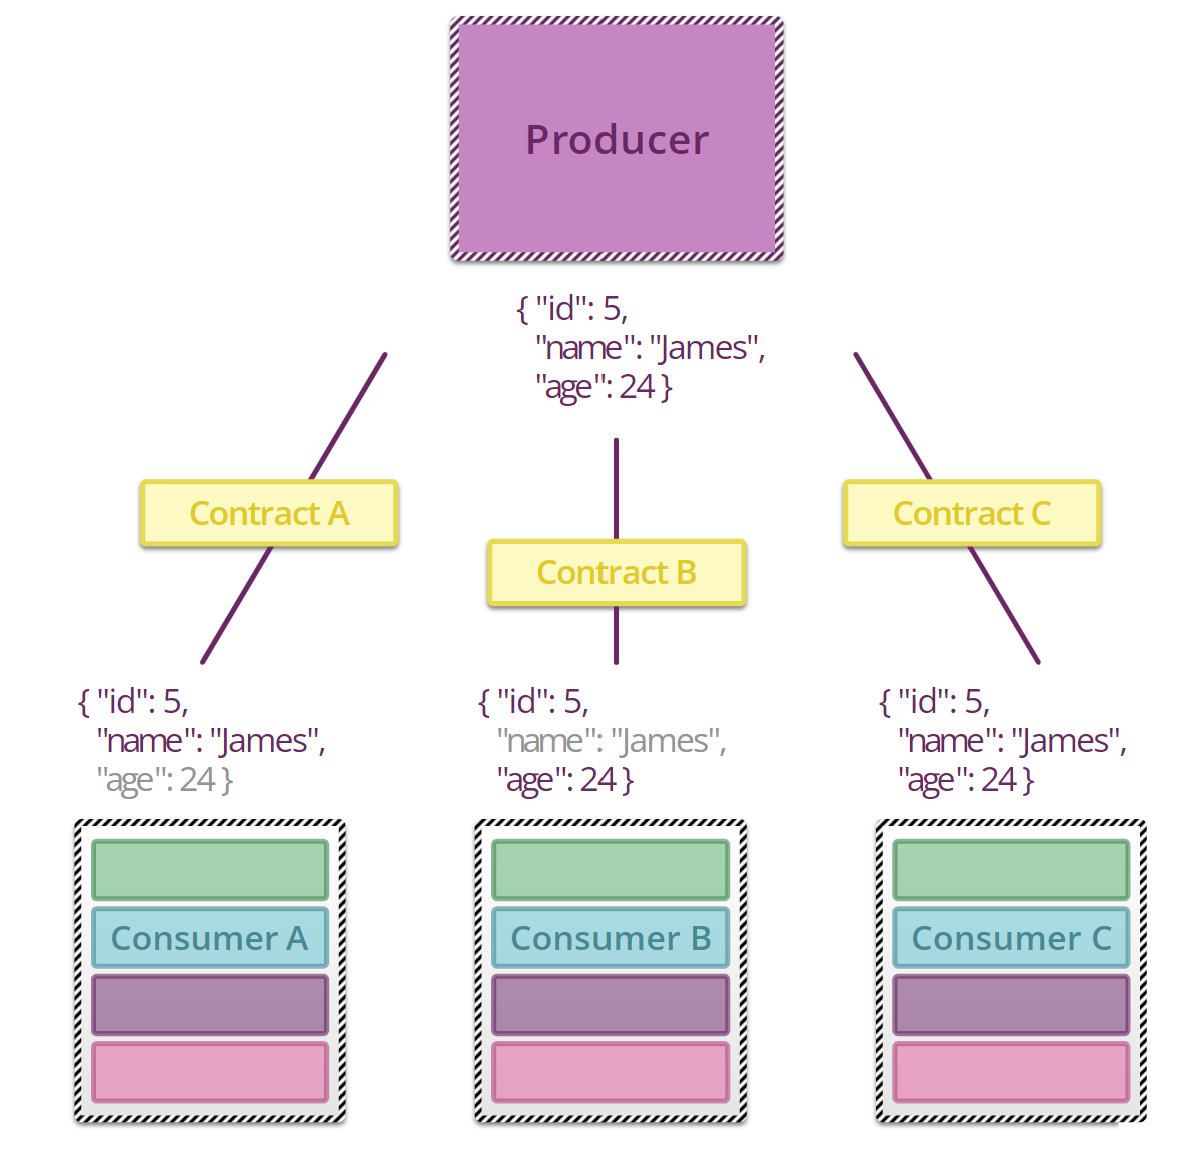 Producer
{ "id": 5,
"name": "James",
"age": 24 }
Contract A
Contract B
Contract C
{ "id": 5,
"name": "James",
"age": 24 }
{ "id": 5,
"name": "James",
"age": 24 }
{ "id": 5,
"name": "James",
"age": 24 }
Consumer A
Consumer B
Consumer C